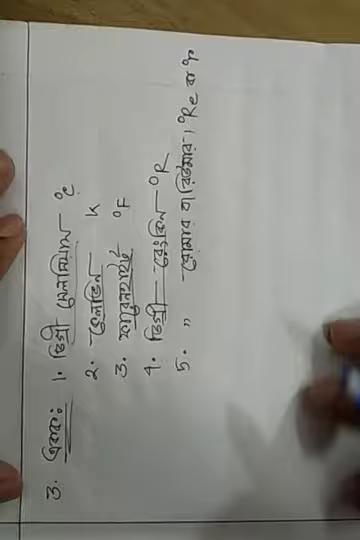 3. একক: 1. ডিগ্রী সেলসিয়াস °C
2. কেলভিন K
3. ফারেনহাইট °F
4. ডিগ্রী রেংকিন °R
5. " রোমার বা রিউমার। °Re বা °r